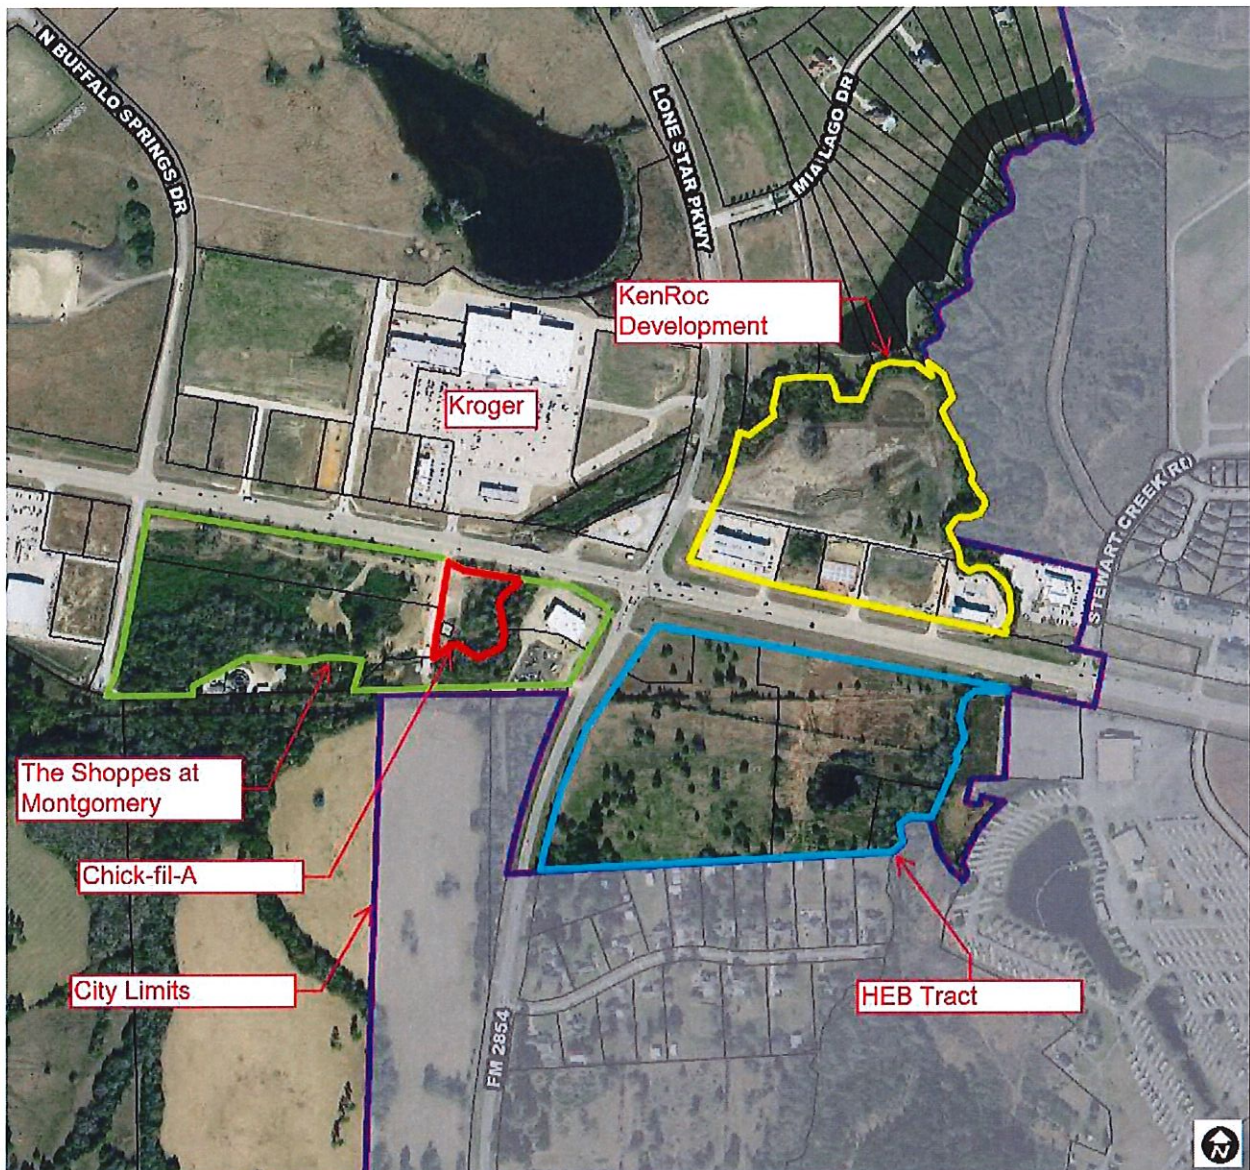 N BUFFALO SPRINGS DR
LONE STAR PKWY
MIA LAGO DR
KenRoc
Development
Kroger
STEWART CREEK RD
The Shoppes at
Montgomery
Chick-fil-A
City Limits
HEB Tract
FM 2854
N